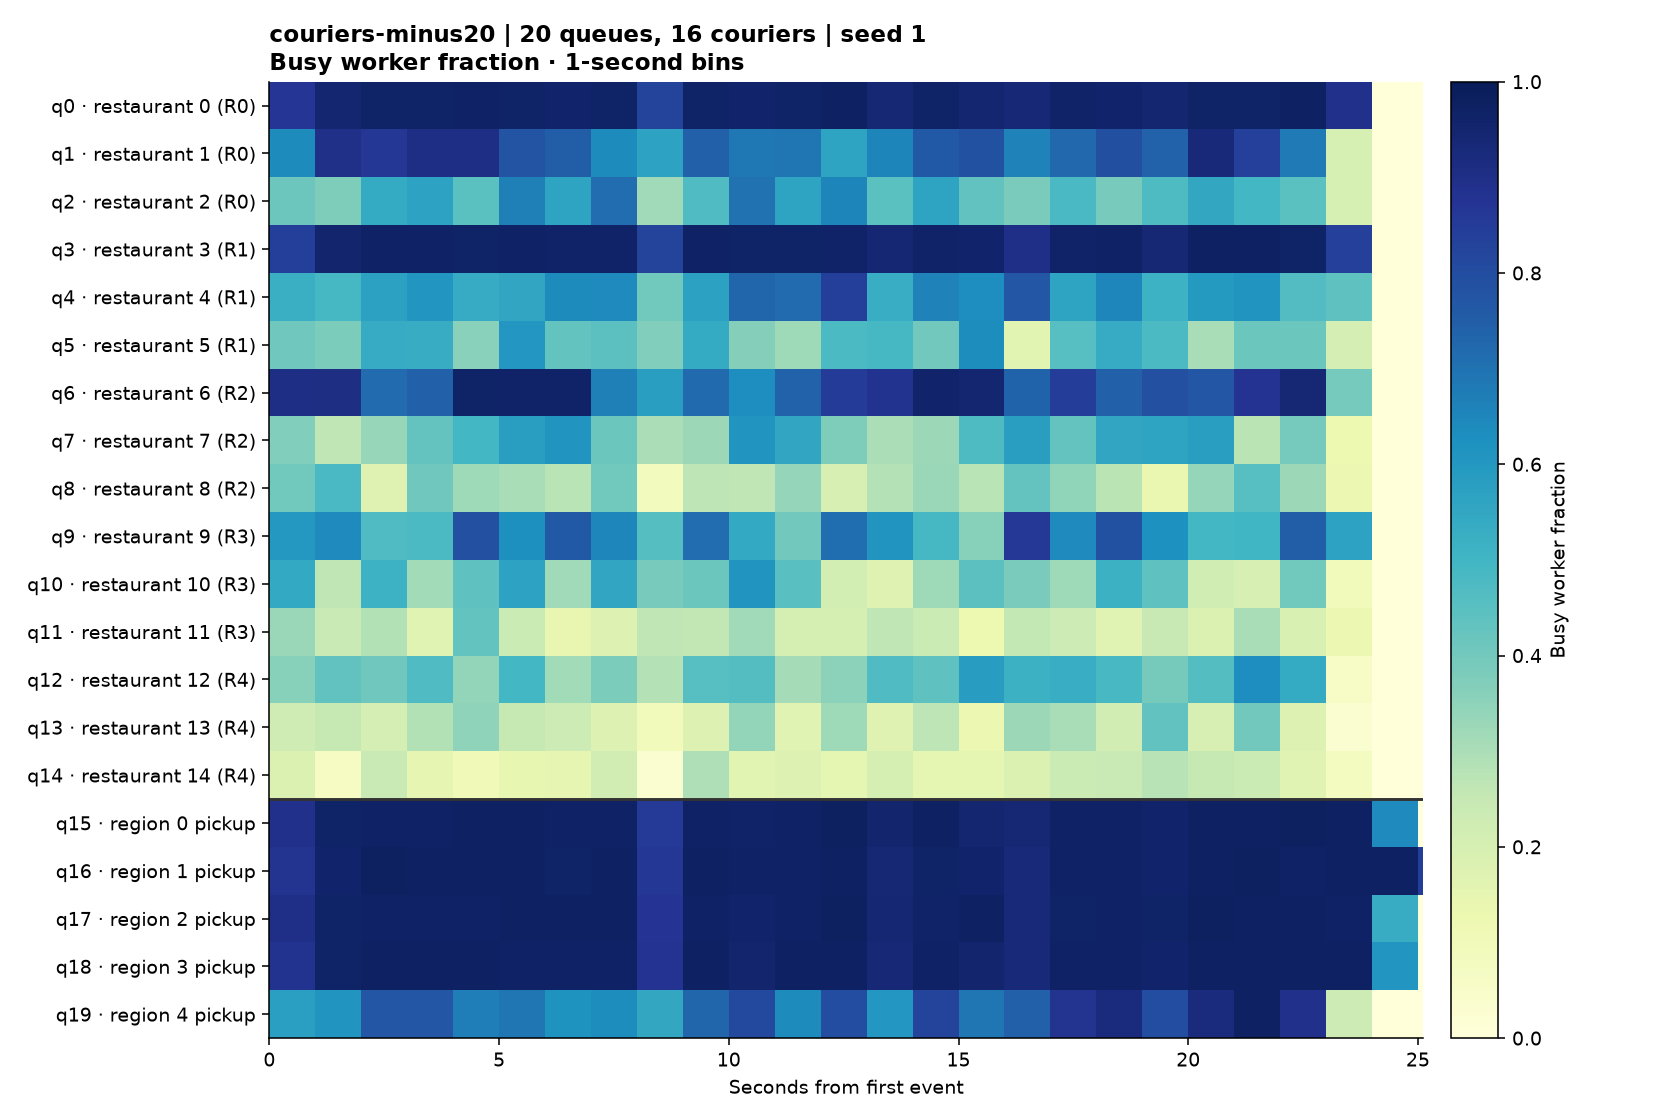 couriers-minus20 | 20 queues, 16 couriers | seed 1
Busy worker fraction · 1-second bins
q0 · restaurant 0 (R0)
q1 · restaurant 1 (R0)
q2 · restaurant 2 (R0)
q3 · restaurant 3 (R1)
q4 · restaurant 4 (R1)
q5 · restaurant 5 (R1)
q6 · restaurant 6 (R2)
q7 · restaurant 7 (R2)
q8 · restaurant 8 (R2)
q9 · restaurant 9 (R3)
q10 · restaurant 10 (R3)
q11 · restaurant 11 (R3)
q12 · restaurant 12 (R4)
q13 · restaurant 13 (R4)
q14 · restaurant 14 (R4)
q15 · region 0 pickup
q16 · region 1 pickup
q17 · region 2 pickup
q18 · region 3 pickup
q19 · region 4 pickup
0 5 10 15 20 25
Seconds from first event
1.0
0.8
0.6
0.4
0.2
0.0
Busy worker fraction